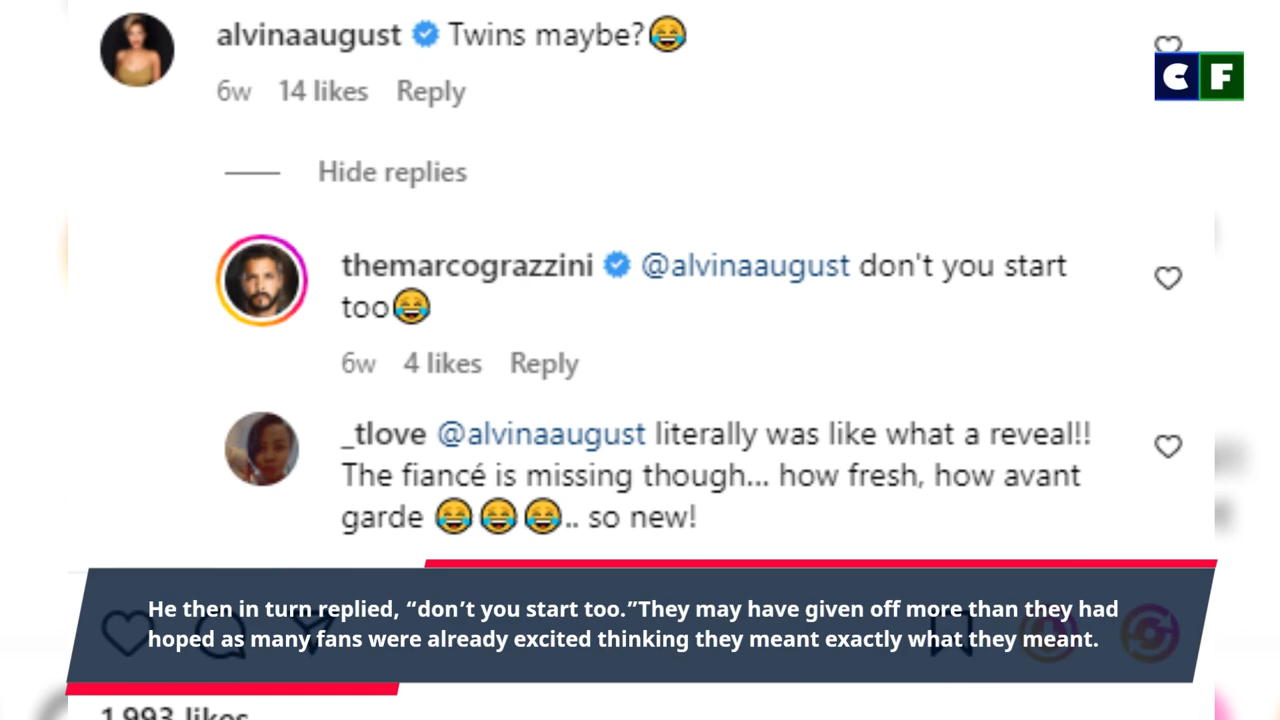 alvinaaugust Twins maybe?😂
6w 14 likes Reply
C F
Hide replies
themarcograzzini @alvinaaugust don't you start
too😂
6w 4 likes Reply
_tlove @alvinaaugust literally was like what a reveal!!
The fiancé is missing though... how fresh, how avant
garde 😂😂😂.. so new!
He then in turn replied, “don’t you start too.”They may have given off more than they had
hoped as many fans were already excited thinking they meant exactly what they meant.
1,993 likes